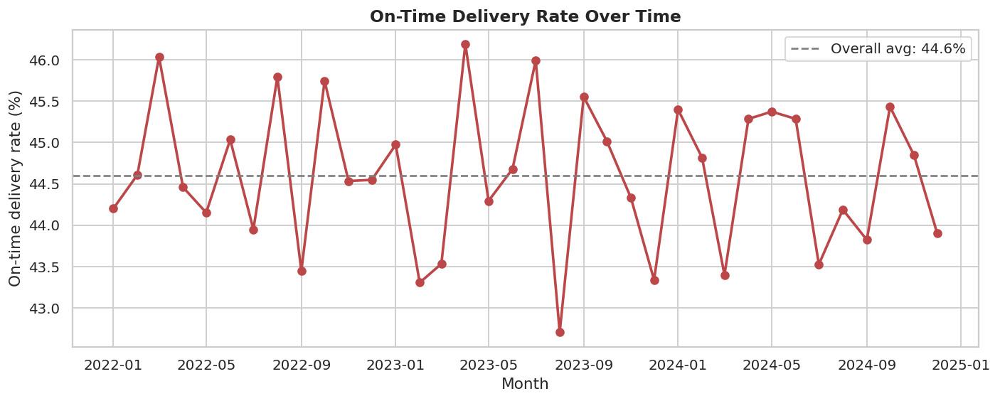 On-Time Delivery Rate Over Time
Overall avg: 44.6%
On-time delivery rate (%)
46.0
45.5
45.0
44.5
44.0
43.5
43.0
2022-01 2022-05 2022-09 2023-01 2023-05 2023-09 2024-01 2024-05 2024-09 2025-01
Month